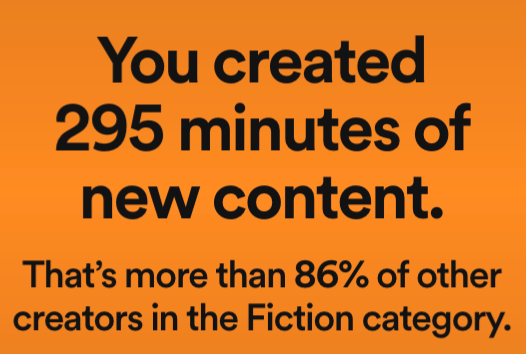 You created
295 minutes of
new content.
That's more than 86% of other
creators in the Fiction category.